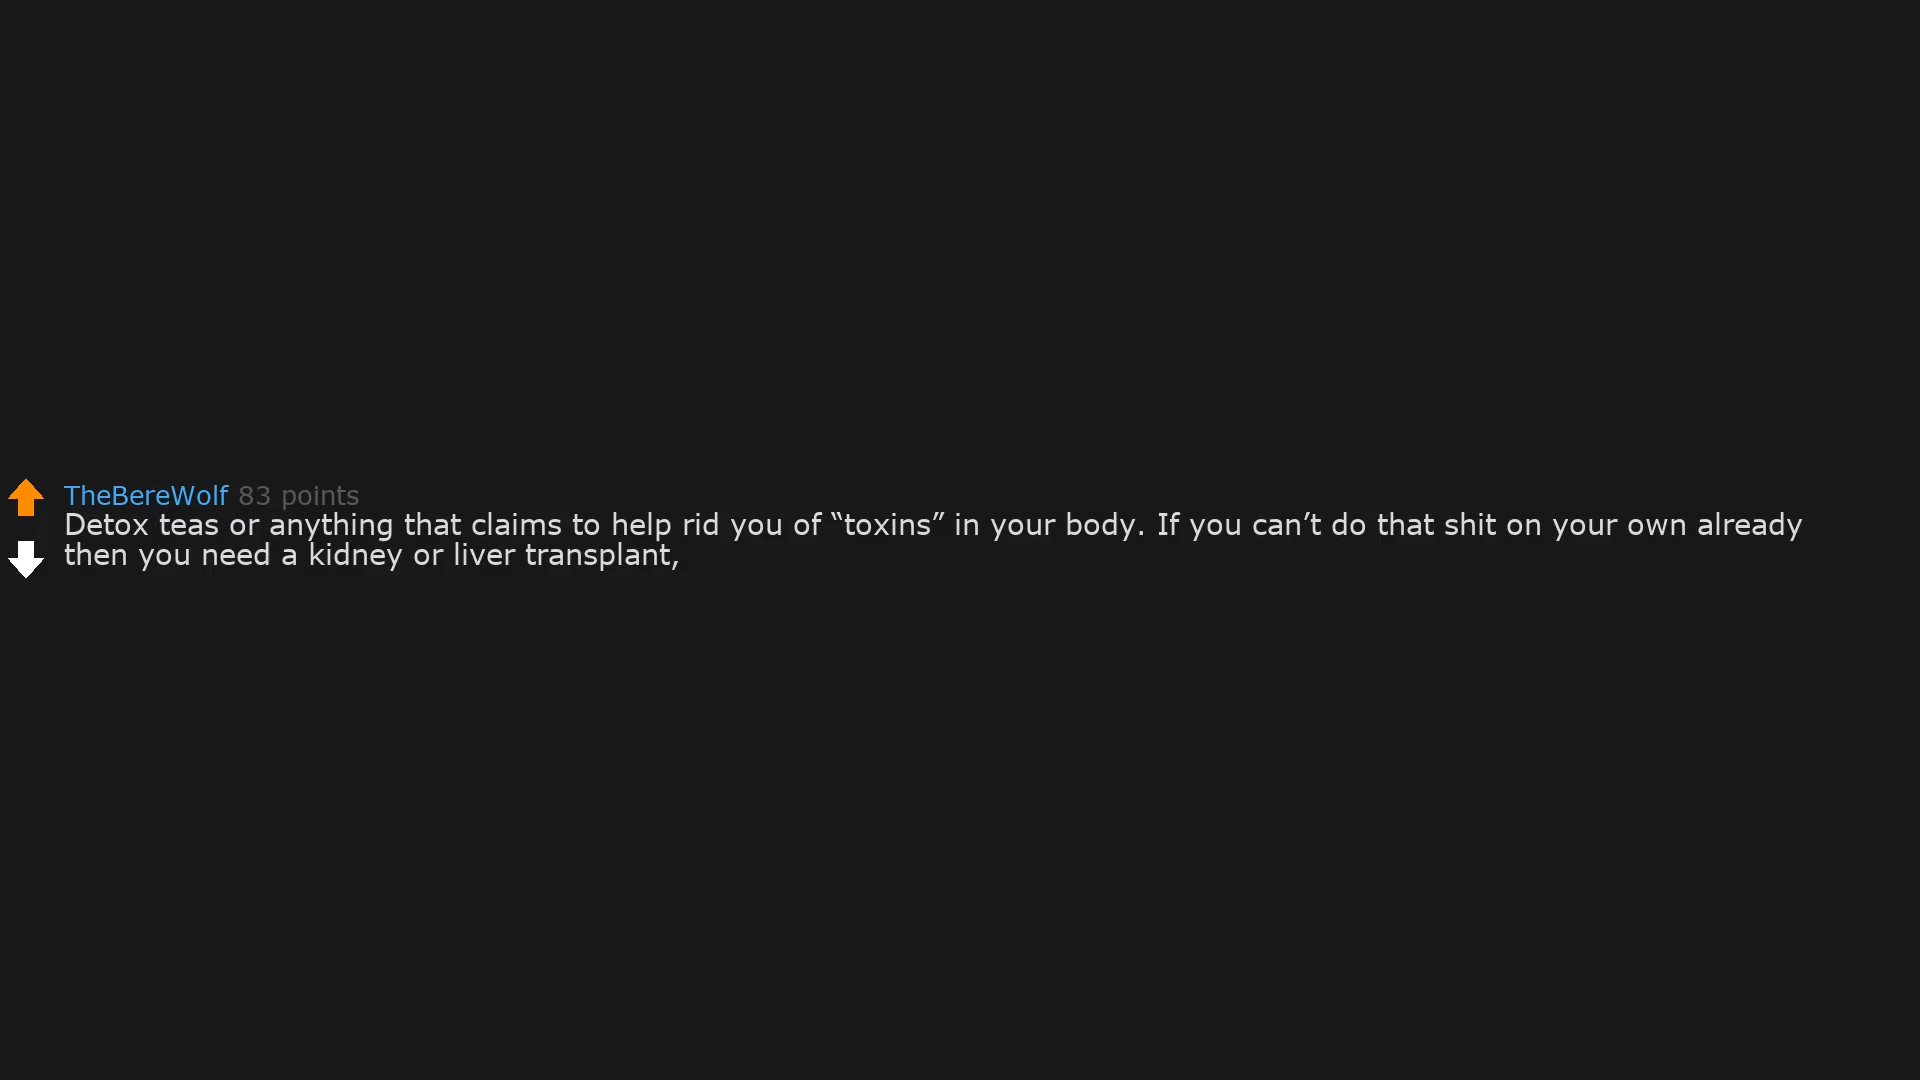 TheBereWolf 83 points
Detox teas or anything that claims to help rid you of “toxins” in your body. If you can’t do that shit on your own already
then you need a kidney or liver transplant,